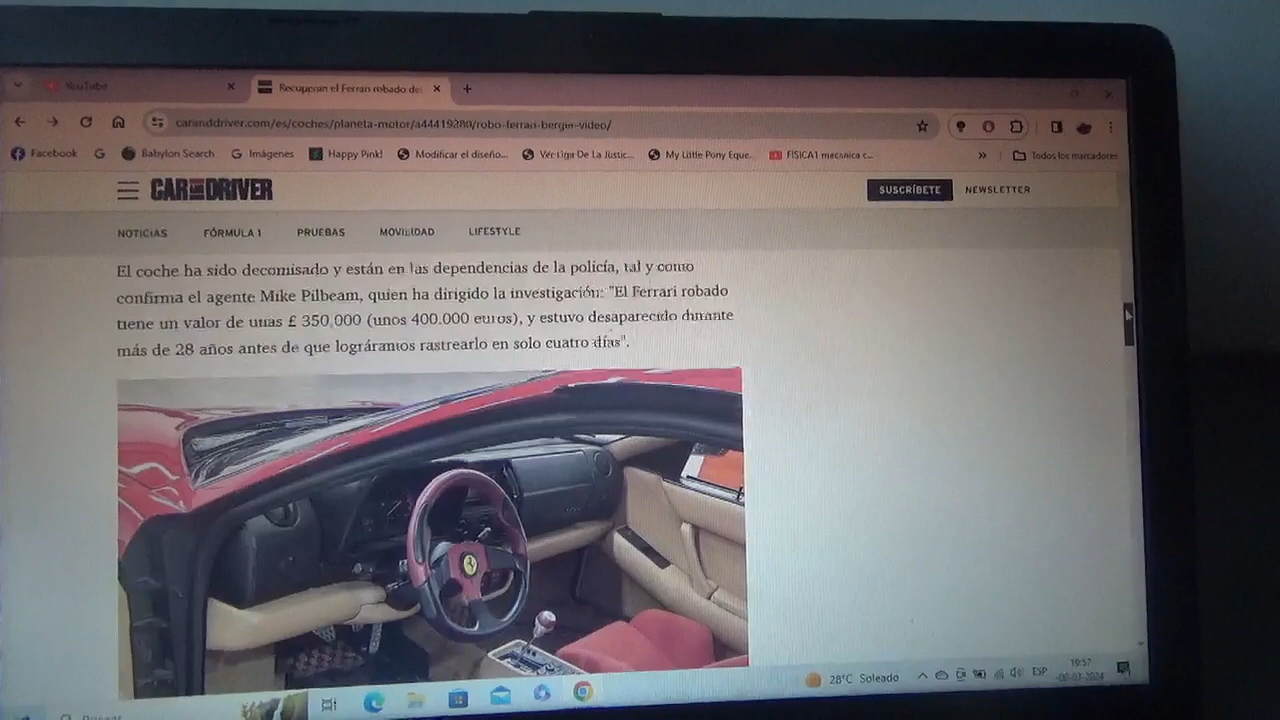 YouTube
Recuperan el Ferrari robado de
caranddriver.com/es/coches/planeta-motor/a44419280/robo-ferrari-berger-video/
Facebook
Babylon Search
Imágenes
Happy Pink!
Modificar el diseño...
Ver Liga De La Justic...
My Little Pony Eque...
FISICA1 mecanica c...
Todos los marcadores
CAR AND DRIVER
SUSCRÍBETE
NEWSLETTER
NOTICIAS
FÓRMULA 1
PRUEBAS
MOVILIDAD
LIFESTYLE
El coche ha sido decomisado y están en las dependencias de la policía, tal y como
confirma el agente Mike Pilbeam, quien ha dirigido la investigación: "El Ferrari robado
tiene un valor de unas £ 350.000 (unos 400.000 euros), y estuvo desaparecido durante
más de 28 años antes de que lográramos rastrearlo en solo cuatro días".
28°C Soleado
ESP
19:57